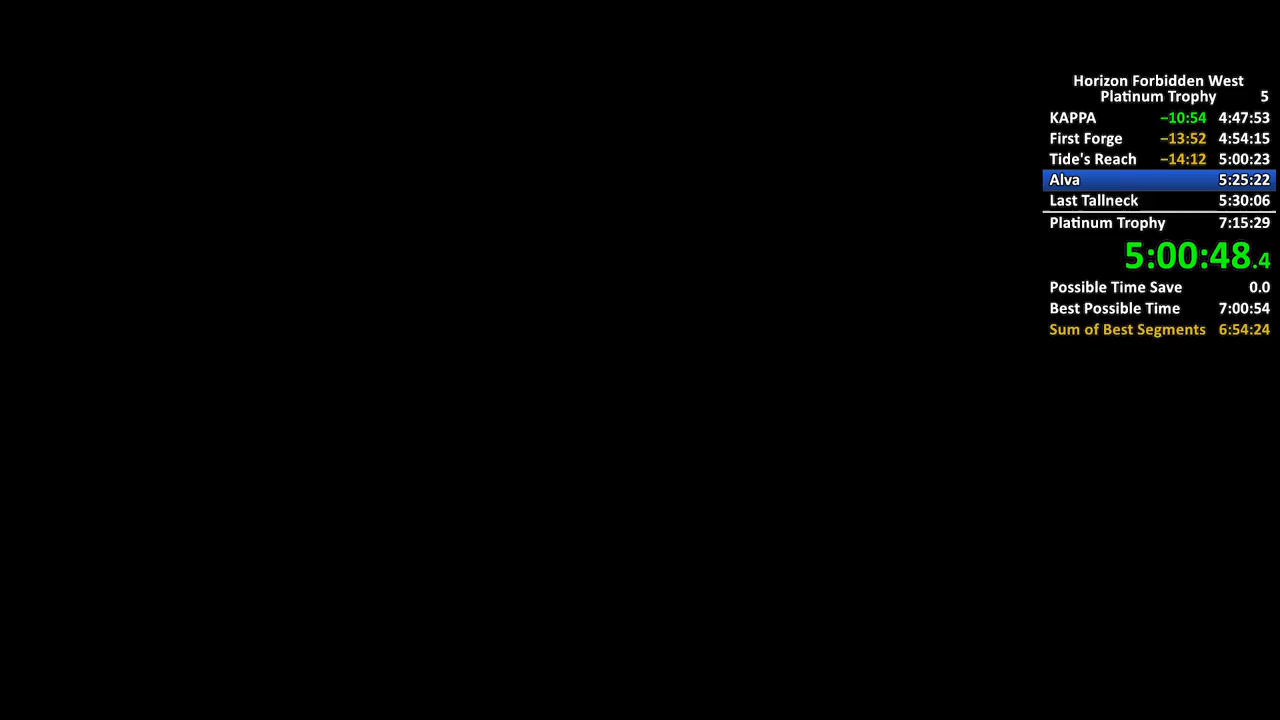 Horizon Forbidden West
Platinum Trophy 5
KAPPA −10:54 4:47:53
First Forge −13:52 4:54:15
Tide's Reach −14:12 5:00:23
Alva 5:25:22
Last Tallneck 5:30:06
Platinum Trophy 7:15:29
5:00:48.4
Possible Time Save 0.0
Best Possible Time 7:00:54
Sum of Best Segments 6:54:24